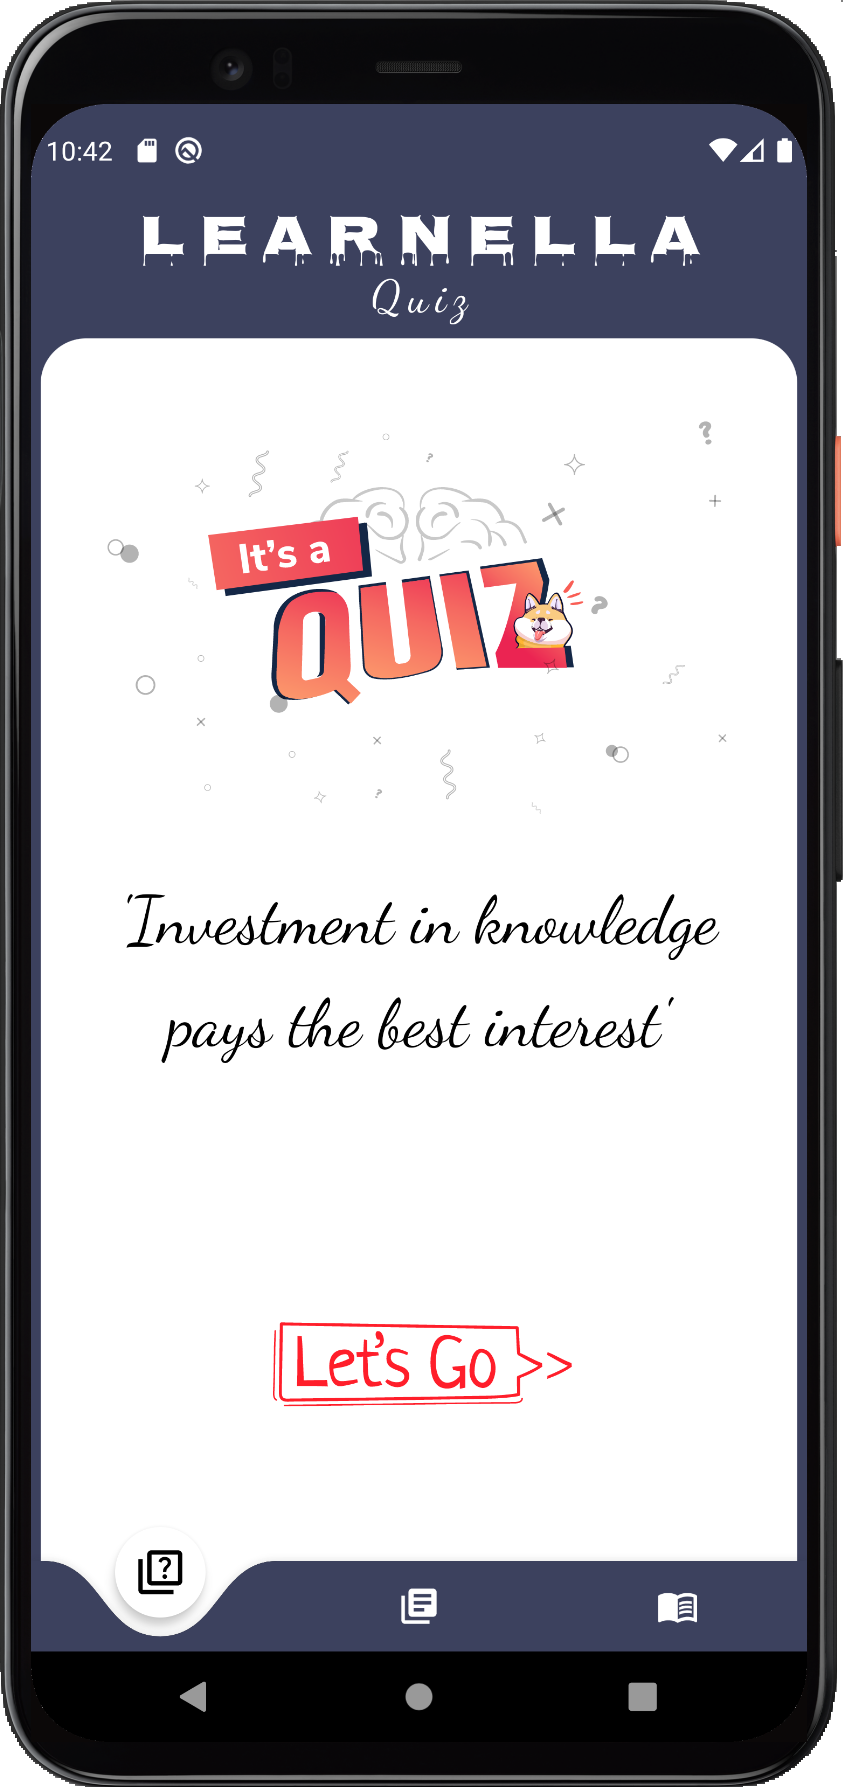 10:42
LEARNELLA
Quiz
It's a
QUIZ
'Investment in knowledge
pays the best interest'
Let's Go >>